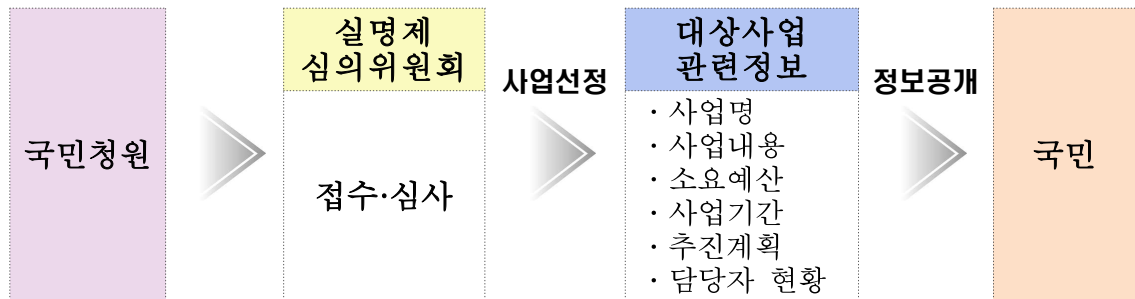 국민청원
실명제
심의위원회
접수·심사
사업선정
대상사업
관련정보
· 사업명
· 사업내용
· 소요예산
· 사업기간
· 추진계획
· 담당자 현황
정보공개
국민